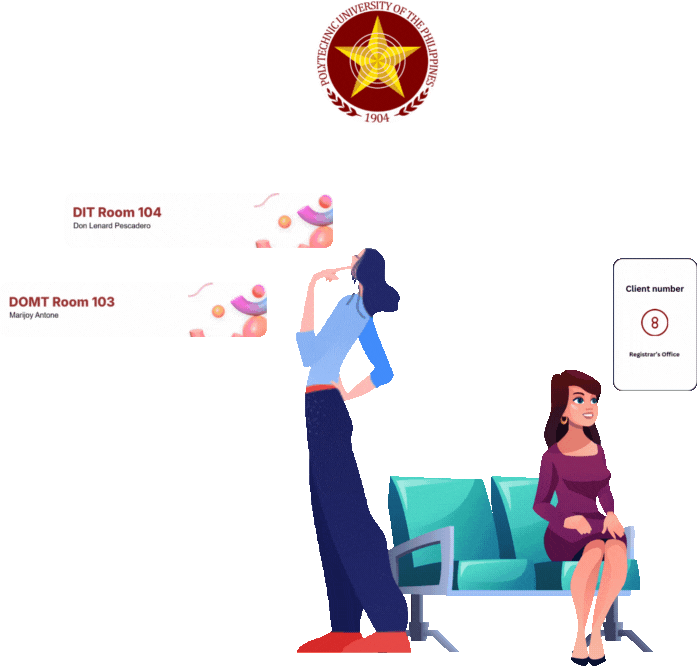 POLYTECHNIC UNIVERSITY OF THE PHILIPPINES
1904
DIT Room 104
Don Lenard Pescadero
DOMT Room 103
Marijoy Antone
Client number
8
Registrar's Office